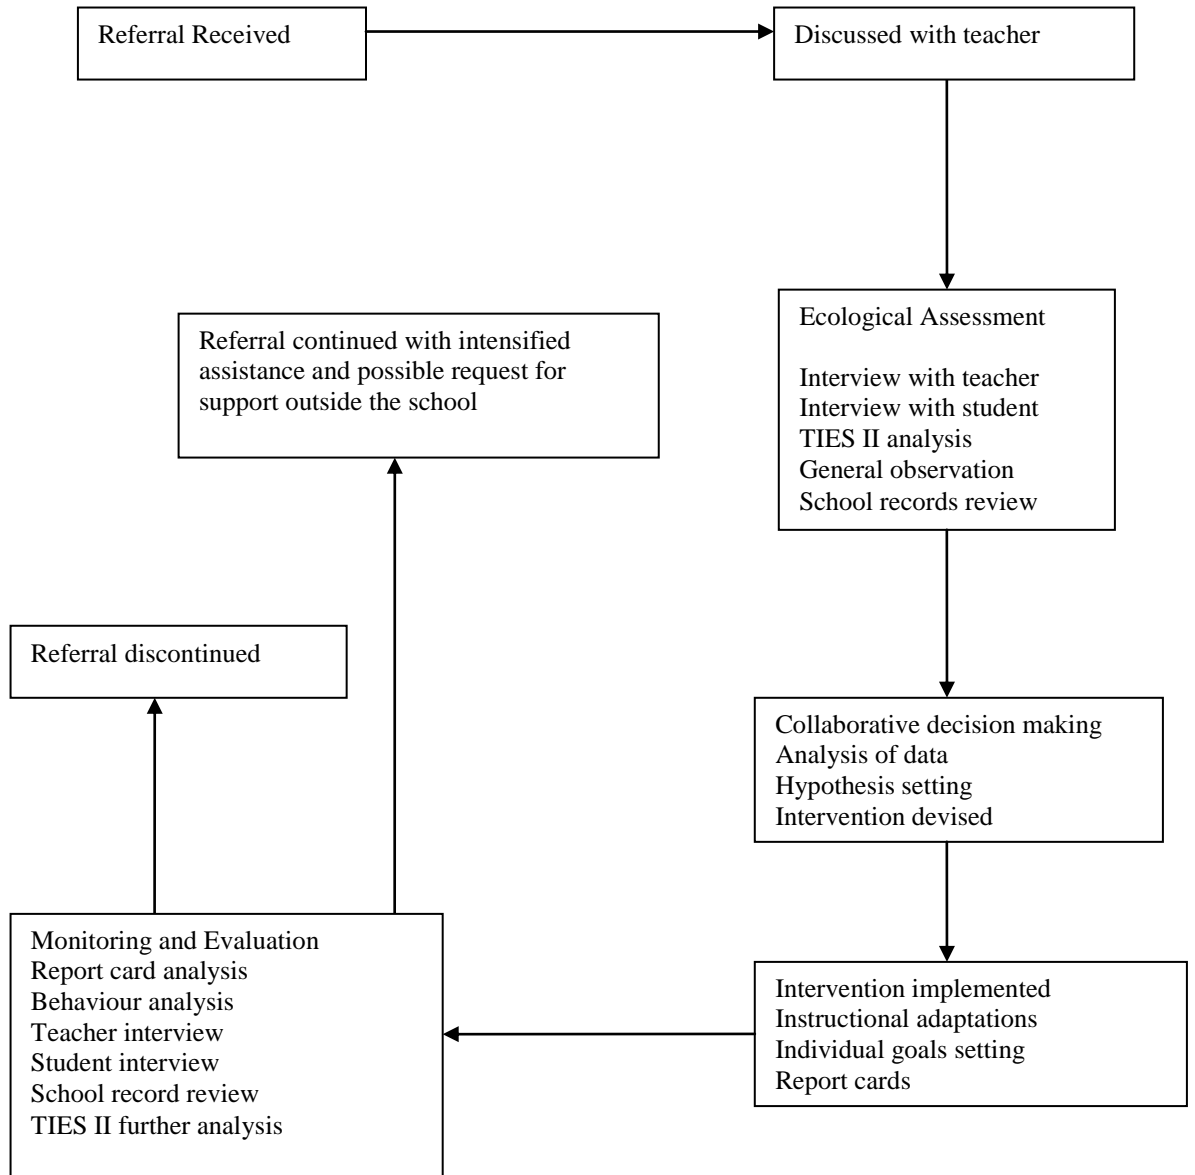 Referral Received
Discussed with teacher
Ecological Assessment
Interview with teacher
Interview with student
TIES II analysis
General observation
School records review
Referral continued with intensified
assistance and possible request for
support outside the school
Referral discontinued
Collaborative decision making
Analysis of data
Hypothesis setting
Intervention devised
Monitoring and Evaluation
Report card analysis
Behaviour analysis
Teacher interview
Student interview
School record review
TIES II further analysis
Intervention implemented
Instructional adaptations
Individual goals setting
Report cards